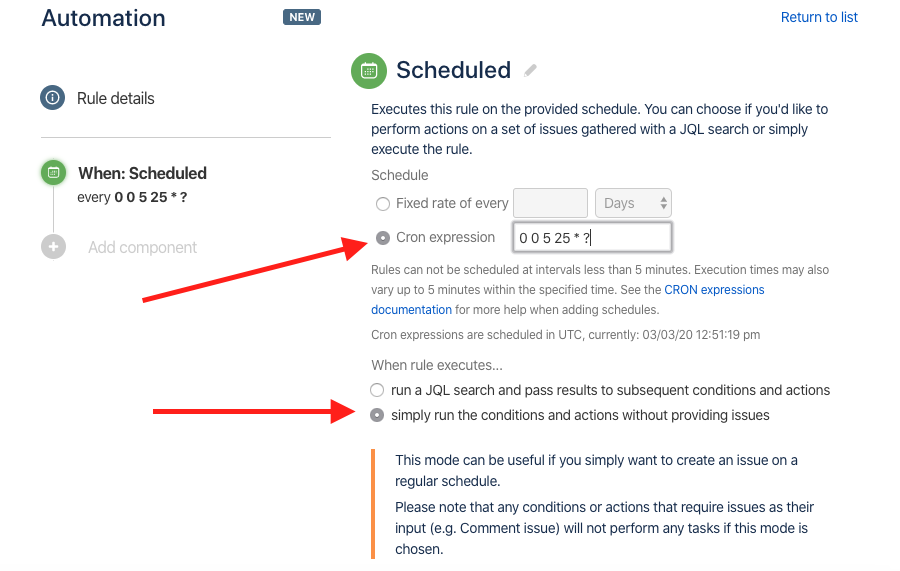 Automation
NEW
Return to list
Rule details
When: Scheduled
every 0 0 5 25 * ?
Add component
Scheduled
Executes this rule on the provided schedule. You can choose if you'd like to
perform actions on a set of issues gathered with a JQL search or simply
execute the rule.
Schedule
Fixed rate of every
Days
Cron expression
0 0 5 25 * ?
Rules can not be scheduled at intervals less than 5 minutes. Execution times may also
vary up to 5 minutes within the specified time. See the CRON expressions
documentation for more help when adding schedules.
Cron expressions are scheduled in UTC, currently: 03/03/20 12:51:19 pm
When rule executes...
run a JQL search and pass results to subsequent conditions and actions
simply run the conditions and actions without providing issues
This mode can be useful if you simply want to create an issue on a
regular schedule.
Please note that any conditions or actions that require issues as their
input (e.g. Comment issue) will not perform any tasks if this mode is
chosen.